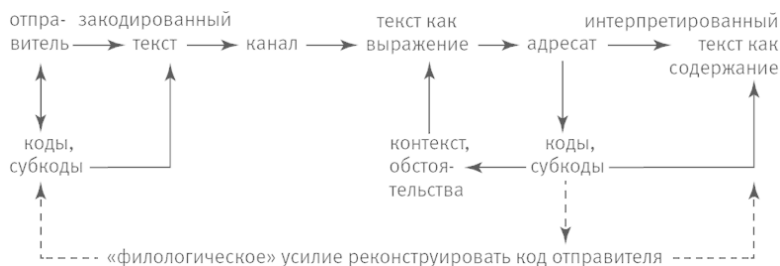 отпра- закодированный текст как интерпретированный
витель текст канал выражение адресат текст как
содержание
коды, контекст, коды,
субкоды обстоя- субкоды
тельства
«филологическое» усилие реконструировать код отправителя